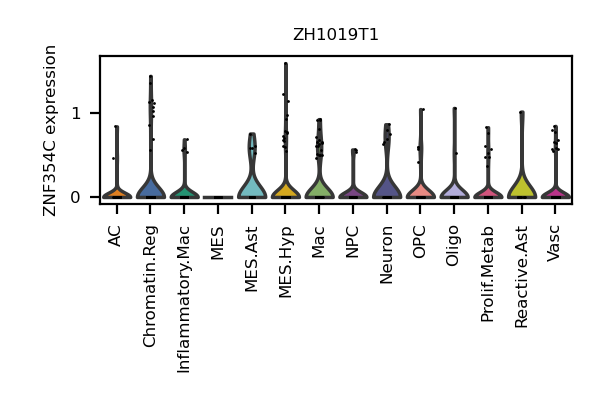 ZH1019T1
ZNF354C expression
1
0
AC
Chromatin.Reg
Inflammatory.Mac
MES
MES.Ast
MES.Hyp
Mac
NPC
Neuron
OPC
Oligo
Prolif.Metab
Reactive.Ast
Vasc